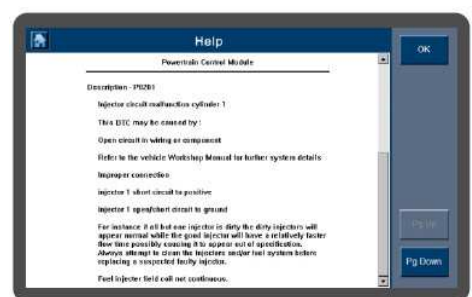 Help
OK
Powertrain Control Module
Description - P0201
Injector circuit malfunction cylinder 1
This DTC may be caused by :
Open circuit in wiring or component
Refer to the vehicle Workshop Manual for further system details
Improper connection
injector 1 short circuit to positive
Injector 1 open/short circuit to ground
For instance if all but one injector is dirty the dirty injectors will
appear normal while the good injector will have a relatively faster
flow time possibly causing it to appear out of specification.
Always attempt to clean the Injectors and/or fuel system before
replacing a suspected faulty injector.
Fuel injector field coil not continuous.
Pg Up
Pg Down